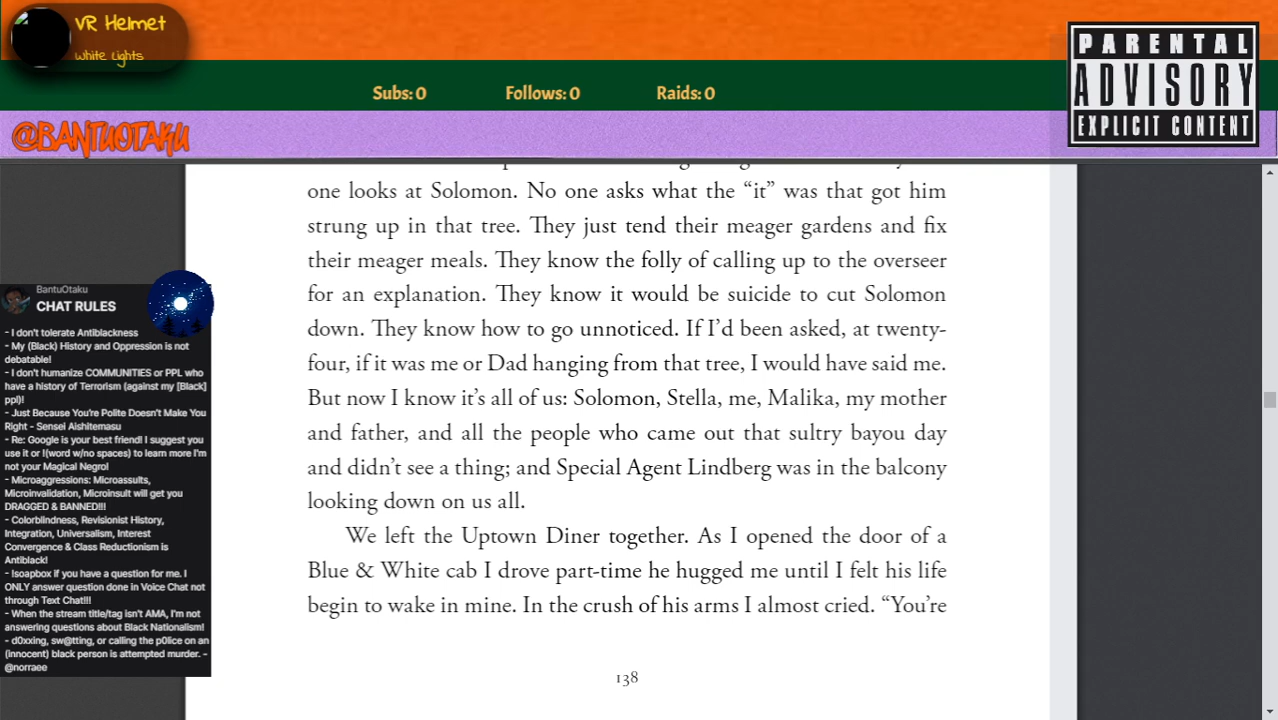 VR Helmet
White Lights
Subs: 0
Follows: 0
Raids: 0
PARENTAL
ADVISORY
EXPLICIT CONTENT
@BANTUOTAKU
one looks at Solomon. No one asks what the “it” was that got him
strung up in that tree. They just tend their meager gardens and fix
their meager meals. They know the folly of calling up to the overseer
for an explanation. They know it would be suicide to cut Solomon
down. They know how to go unnoticed. If I’d been asked, at twenty-
four, if it was me or Dad hanging from that tree, I would have said me.
But now I know it’s all of us: Solomon, Stella, me, Malika, my mother
and father, and all the people who came out that sultry bayou day
and didn’t see a thing; and Special Agent Lindberg was in the balcony
looking down on us all.
We left the Uptown Diner together. As I opened the door of a
Blue & White cab I drove part-time he hugged me until I felt his life
begin to wake in mine. In the crush of his arms I almost cried. “You’re
138
BantuOtaku
CHAT RULES
- I don't tolerate Antiblackness
- My (Black) History and Oppression is not
debatable!
- I don't humanize COMMUNITIES or PPL who
have a history of Terrorism (against my [Black]
ppl)!
- Just Because You're Polite Doesn't Make You
Right - Sensei Aishitemasu
- Re: Google is your best friend! I suggest you
use it or !(word w/no spaces) to learn more I'm
not your Magical Negro!
- Microaggressions: Microassults,
Microinvalidation, Microinsult will get you
DRAGGED & BANNED!!!
- Colorblindness, Revisionist History,
Integration, Universalism, Interest
Convergence & Class Reductionism is
Antiblack!
- !soapbox if you have a question for me. I
ONLY answer question done in Voice Chat not
through Text Chat!!!
- When the stream title/tag isn't AMA, I'm not
answering questions about Black Nationalism!
- d0xxing, sw@tting, or calling the p0lice on an
(innocent) black person is attempted murder. -
@norraee